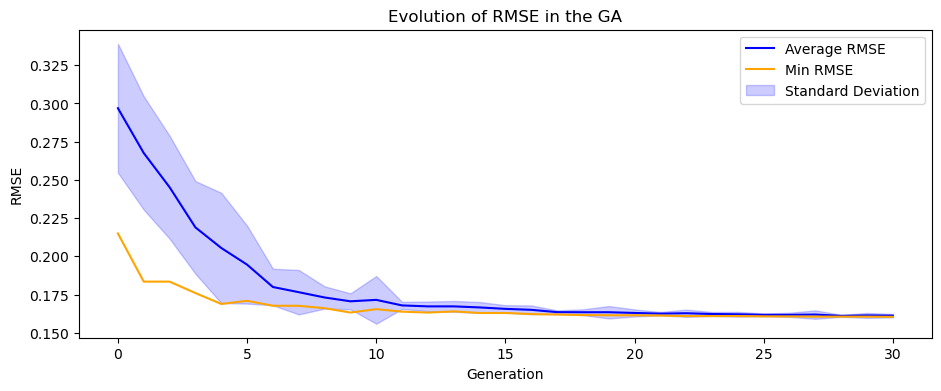 Evolution of RMSE in the GA
Average RMSE
Min RMSE
Standard Deviation
RMSE
0.325
0.300
0.275
0.250
0.225
0.200
0.175
0.150
0
5
10
15
20
25
30
Generation